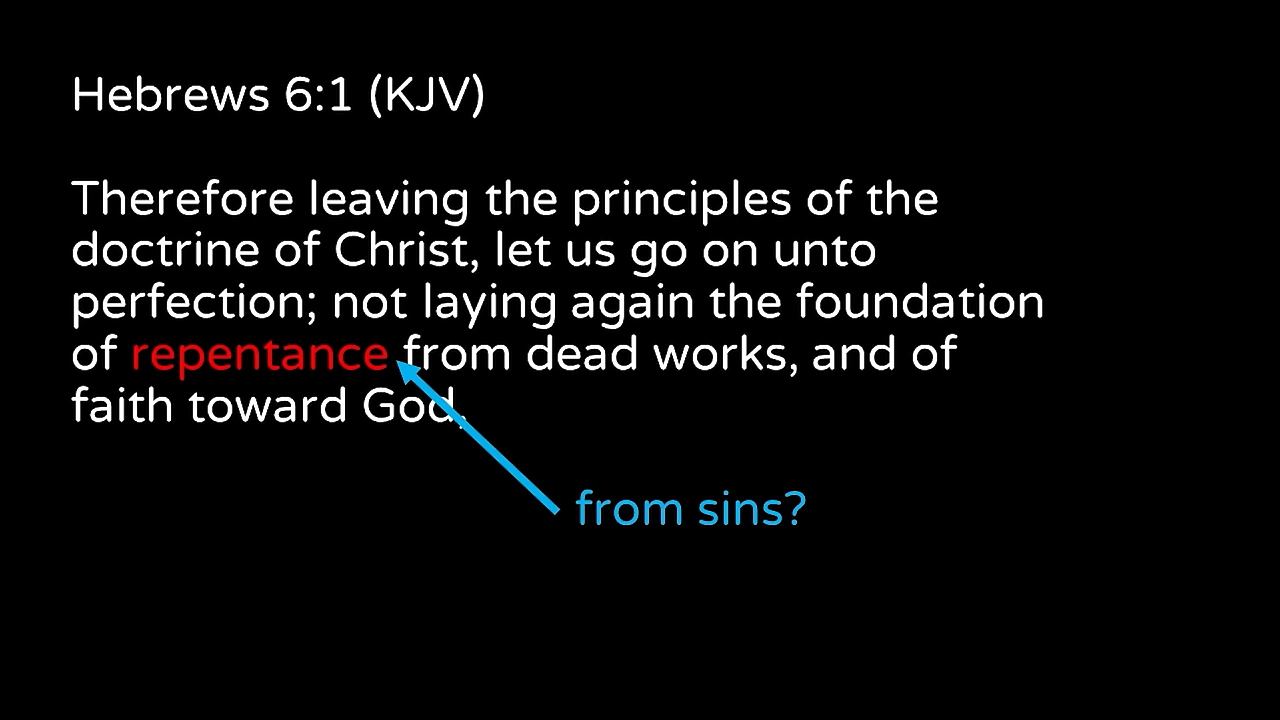 Hebrews 6:1 (KJV)
Therefore leaving the principles of the
doctrine of Christ, let us go on unto
perfection; not laying again the foundation
of repentance from dead works, and of
faith toward God,
from sins?